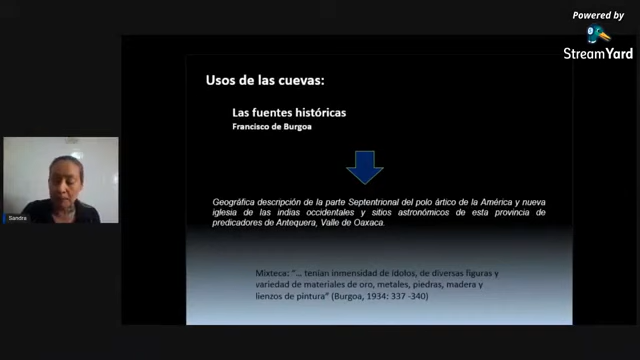 Powered by
StreamYard
Usos de las cuevas:
Las fuentes históricas
Francisco de Burgoa
Geográfica descripción de la parte Septentrional del polo ártico de la América y nueva
iglesia de las indias occidentales y sitios astronómicos de esta provincia de
predicadores de Antequera, Valle de Oaxaca.
Mixteca: "... tenían inmensidad de ídolos, de diversas figuras y
variedad de materiales de oro, metales, piedras, madera y
lienzos de pintura" (Burgoa, 1934: 337 -340)
Sandra